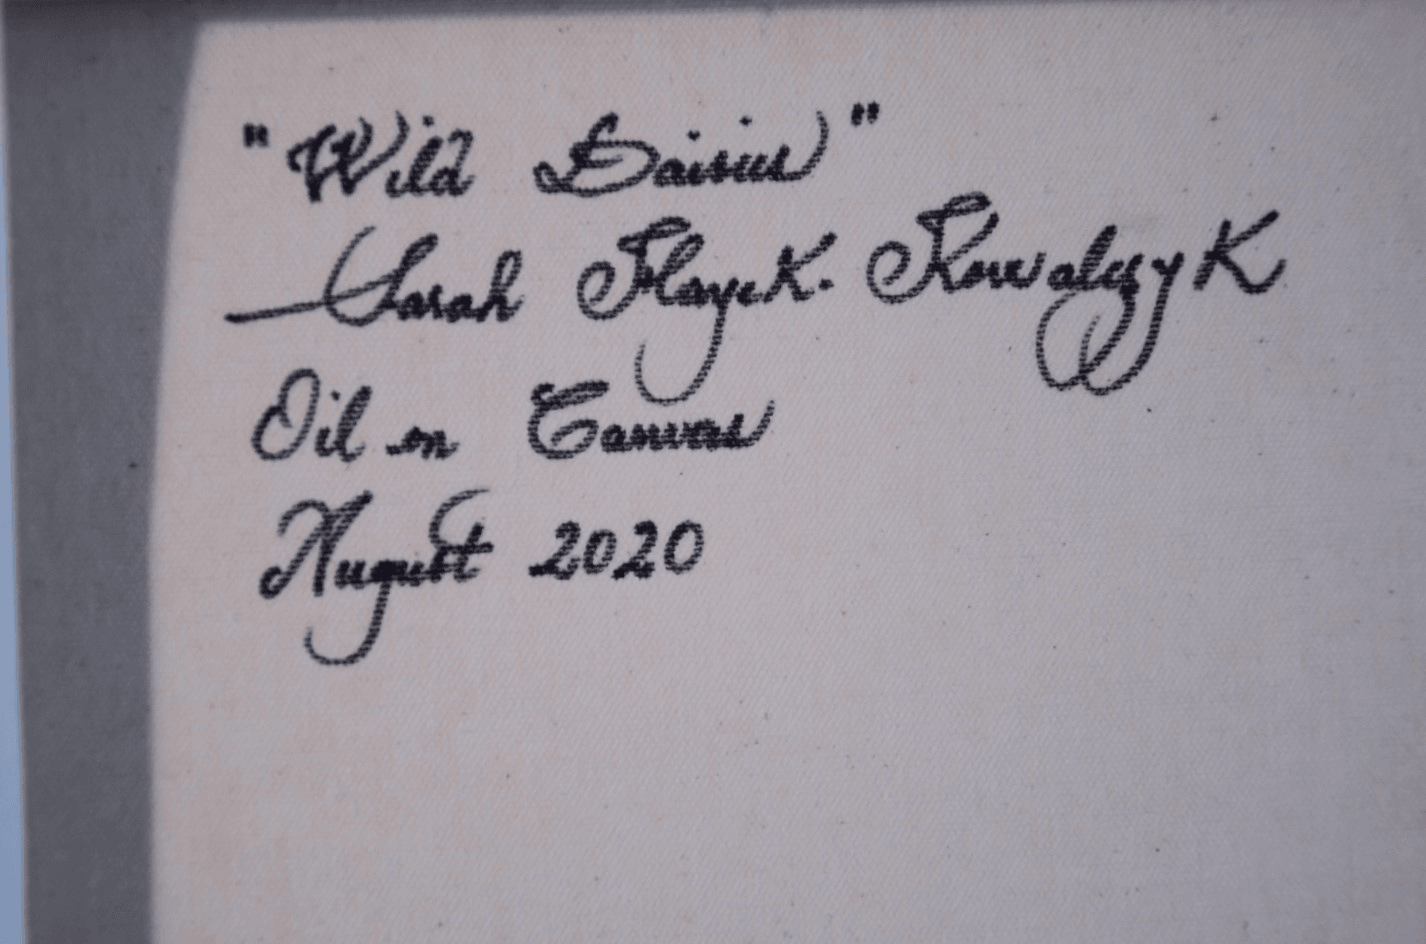 "Wild Daisies"
Sarah Hayek. Kowalczyk
Oil on Canvas
August 2020